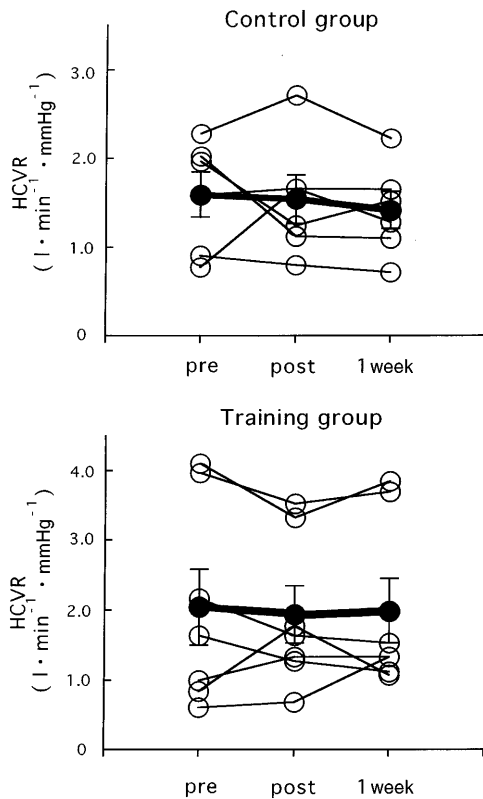 Control group
HCVR
( l • min⁻¹ • mmHg⁻¹ )
3.0
2.0
1.0
0
pre post 1 week
Training group
HCVR
( l • min⁻¹ • mmHg⁻¹ )
4.0
3.0
2.0
1.0
0
pre post 1 week